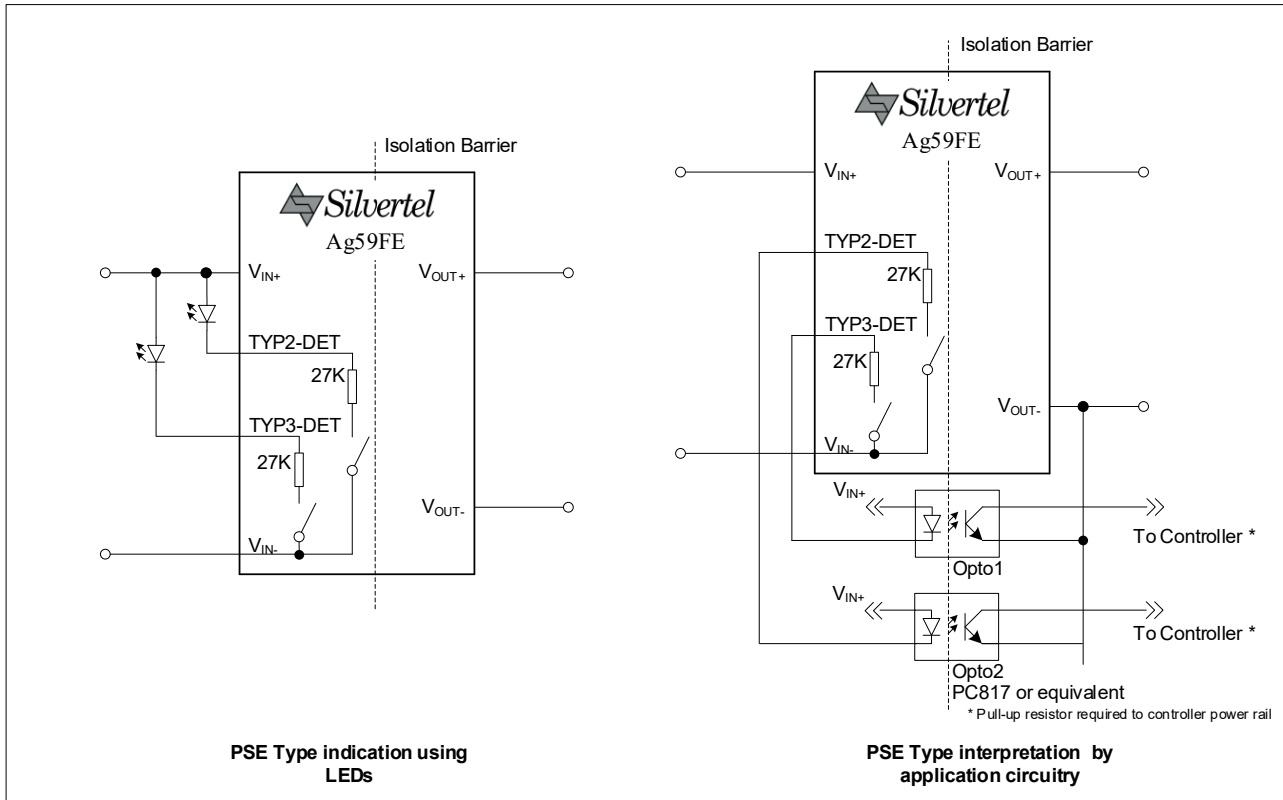 Isolation Barrier
Silvertel
Ag59FE
VIN+
VOUT+
TYP2-DET
27K
TYP3-DET
27K
VOUT-
VIN-
PSE Type indication using
LEDs
Isolation Barrier
Silvertel
Ag59FE
VIN+
VOUT+
TYP2-DET
27K
TYP3-DET
27K
VOUT-
VIN-
VIN+
To Controller *
Opto1
VIN+
To Controller *
Opto2
PC817 or equivalent
* Pull-up resistor required to controller power rail
PSE Type interpretation by
application circuitry